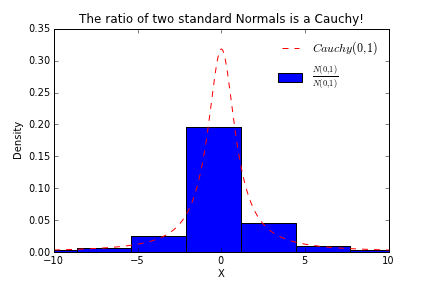 The ratio of two standard Normals is a Cauchy!
0.35
0.30
0.25
0.20
0.15
0.10
0.05
0.00
Density
Cauchy(0,1)
N(0,1)
N(0,1)
−10
−5
0
5
10
X